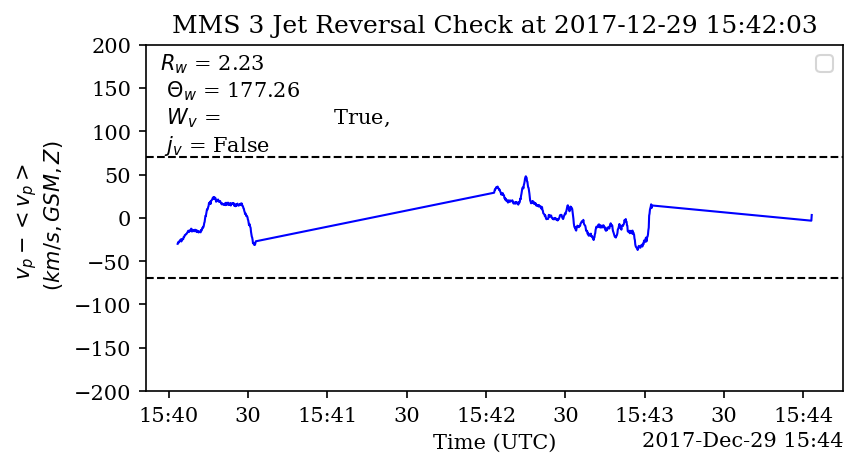 MMS 3 Jet Reversal Check at 2017-12-29 15:42:03
200
150
100
50
0
−50
−100
−150
−200
R_w = 2.23
Θ_w = 177.26
W_v = True,
j_v = False
v_p − < v_p >
(km/s, GSM, Z)
15:40 30 15:41 30 15:42 30 15:43 30 15:44
Time (UTC)
2017-Dec-29 15:44